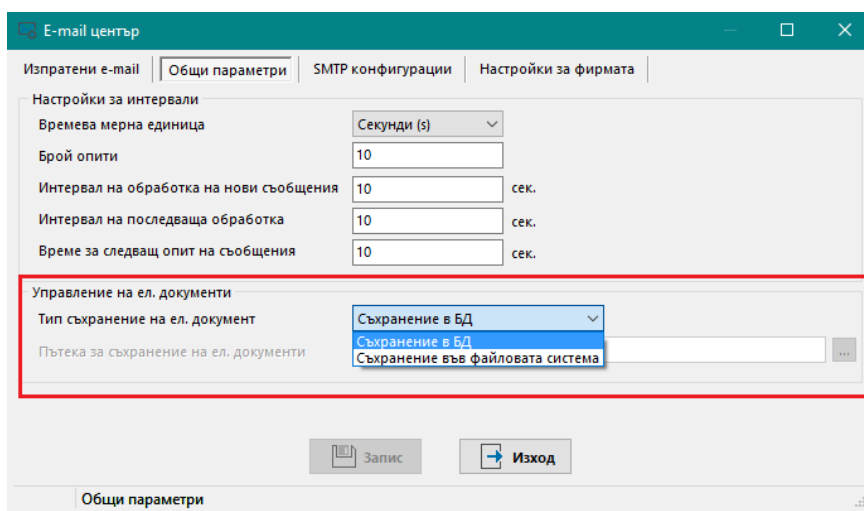 E-mail център
Изпратени e-mail Общи параметри SMTP конфигурации Настройки за фирмата
Настройки за интервали
Времева мерна единица Секунди (s)
Брой опити 10
Интервал на обработка на нови съобщения 10 сек.
Интервал на последваща обработка 10 сек.
Време за следващ опит на съобщения 10 сек.
Управление на ел. документи
Тип съхранение на ел. документ Съхранение в БД
Съхранение в БД
Пътека за съхранение на ел. документи Съхранение във файловата система ...
Запис Изход
Общи параметри